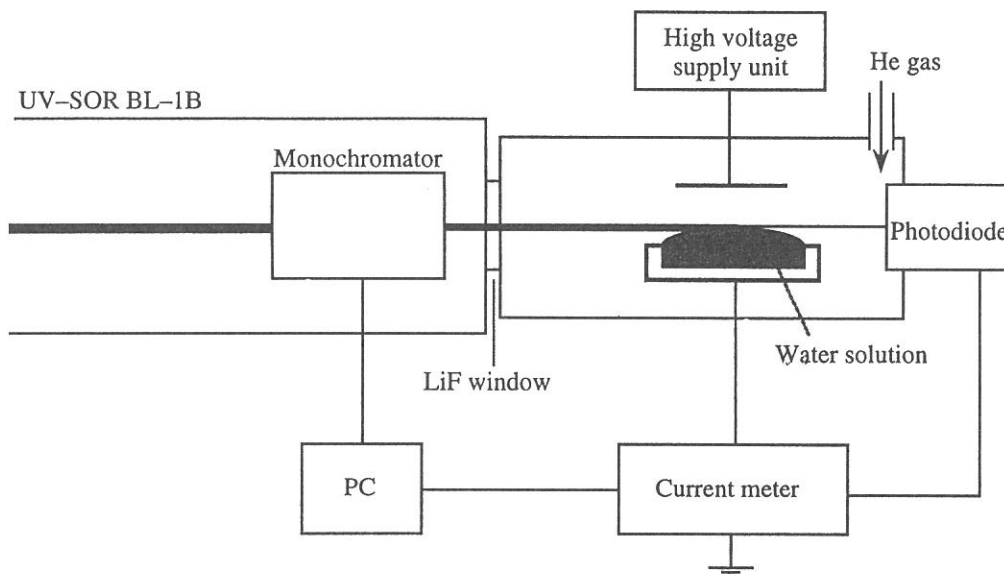 High voltage
supply unit
He gas
UV–SOR BL–1B
Monochromator
Photodiode
Water solution
LiF window
PC
Current meter